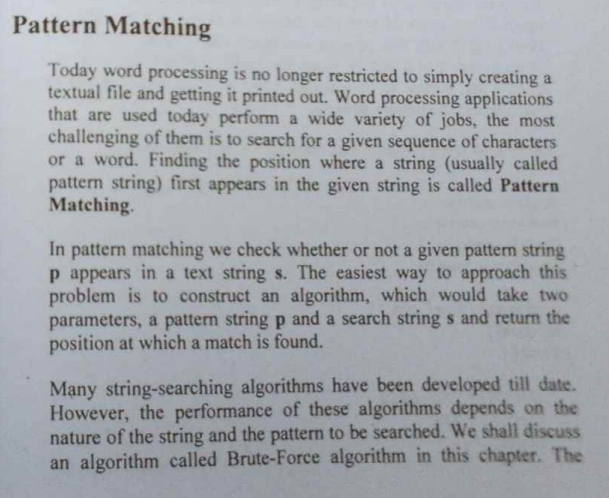 Pattern Matching
Today word processing is no longer restricted to simply creating a
textual file and getting it printed out. Word processing applications
that are used today perform a wide variety of jobs, the most
challenging of them is to search for a given sequence of characters
or a word. Finding the position where a string (usually called
pattern string) first appears in the given string is called Pattern
Matching.
In pattern matching we check whether or not a given pattern string
p appears in a text string s. The easiest way to approach this
problem is to construct an algorithm, which would take two
parameters, a pattern string p and a search string s and return the
position at which a match is found.
Many string-searching algorithms have been developed till date.
However, the performance of these algorithms depends on the
nature of the string and the pattern to be searched. We shall discuss
an algorithm called Brute-Force algorithm in this chapter. The